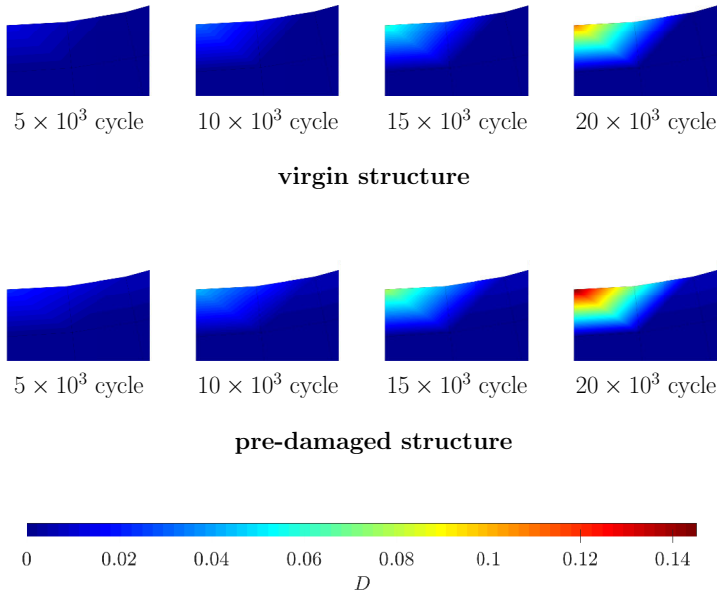 5 × 10³ cycle 10 × 10³ cycle 15 × 10³ cycle 20 × 10³ cycle
virgin structure
5 × 10³ cycle 10 × 10³ cycle 15 × 10³ cycle 20 × 10³ cycle
pre-damaged structure
0 0.02 0.04 0.06 0.08 0.1 0.12 0.14
D